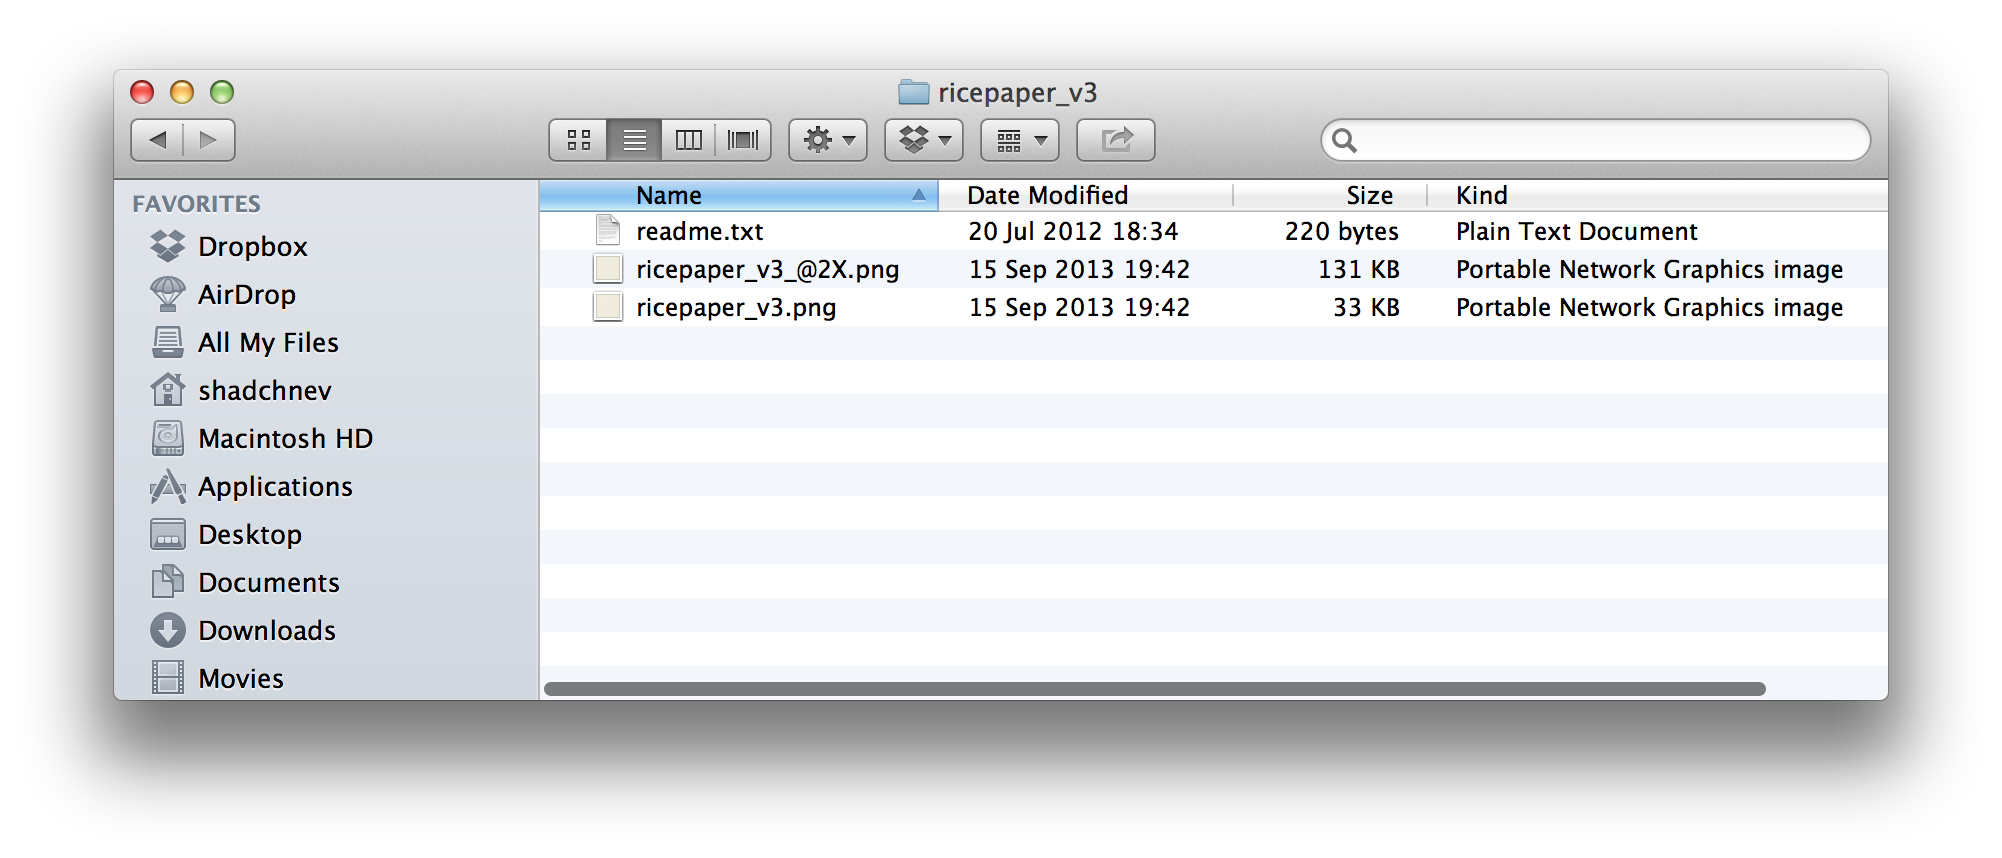 ricepaper_v3
FAVORITES
Dropbox
AirDrop
All My Files
shadchnev
Macintosh HD
Applications
Desktop
Documents
Downloads
Movies
Name Date Modified Size Kind
readme.txt 20 Jul 2012 18:34 220 bytes Plain Text Document
ricepaper_v3_@2X.png 15 Sep 2013 19:42 131 KB Portable Network Graphics image
ricepaper_v3.png 15 Sep 2013 19:42 33 KB Portable Network Graphics image